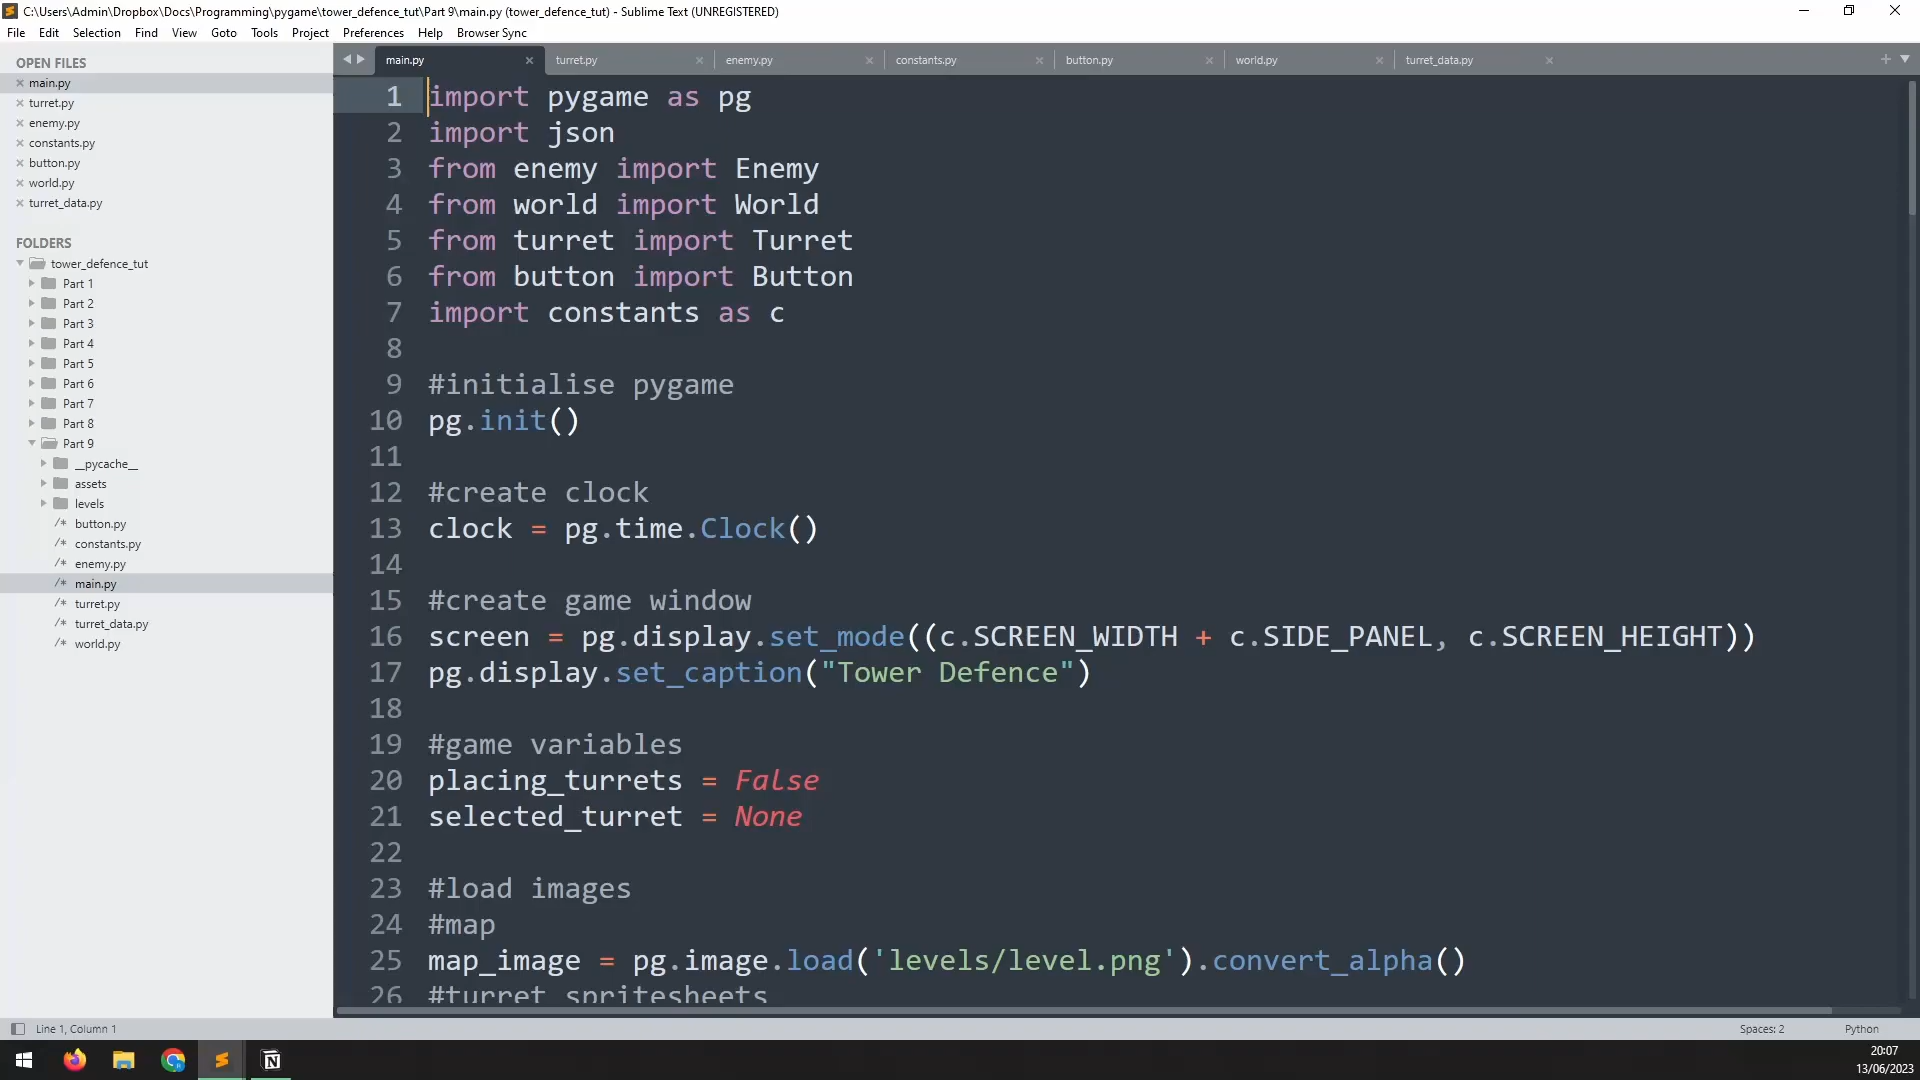 C:\Users\Admin\Dropbox\Docs\Programming\pygame\tower_defence_tut\Part 9\main.py (tower_defence_tut) - Sublime Text (UNREGISTERED)
File Edit Selection Find View Goto Tools Project Preferences Help Browser Sync
OPEN FILES
main.py
turret.py
enemy.py
constants.py
button.py
world.py
turret_data.py
FOLDERS
tower_defence_tut
Part 1
Part 2
Part 3
Part 4
Part 5
Part 6
Part 7
Part 8
Part 9
__pycache__
assets
levels
/* button.py
/* constants.py
/* enemy.py
/* main.py
/* turret.py
/* turret_data.py
/* world.py
main.py turret.py enemy.py constants.py button.py world.py turret_data.py
1 import pygame as pg
2 import json
3 from enemy import Enemy
4 from world import World
5 from turret import Turret
6 from button import Button
7 import constants as c
8
9 #initialise pygame
10 pg.init()
11
12 #create clock
13 clock = pg.time.Clock()
14
15 #create game window
16 screen = pg.display.set_mode((c.SCREEN_WIDTH + c.SIDE_PANEL, c.SCREEN_HEIGHT))
17 pg.display.set_caption("Tower Defence")
18
19 #game variables
20 placing_turrets = False
21 selected_turret = None
22
23 #load images
24 #map
25 map_image = pg.image.load('levels/level.png').convert_alpha()
26 #turret spritesheets
Line 1, Column 1
Spaces: 2
Python
20:07
13/06/2023